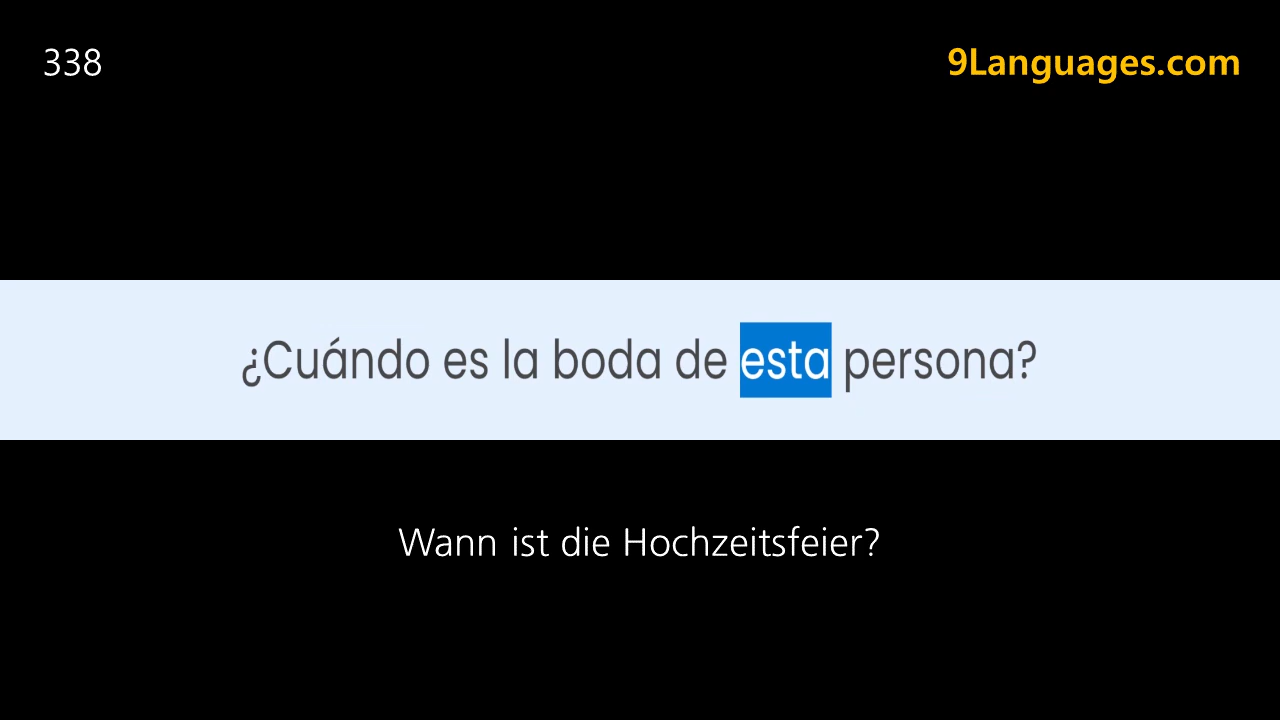 338
9Languages.com
¿Cuándo es la boda de esta persona?
Wann ist die Hochzeitsfeier?